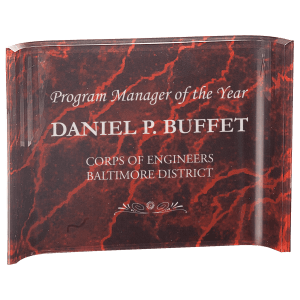 Program Manager of the Year
DANIEL P. BUFFET
CORPS OF ENGINEERS
BALTIMORE DISTRICT